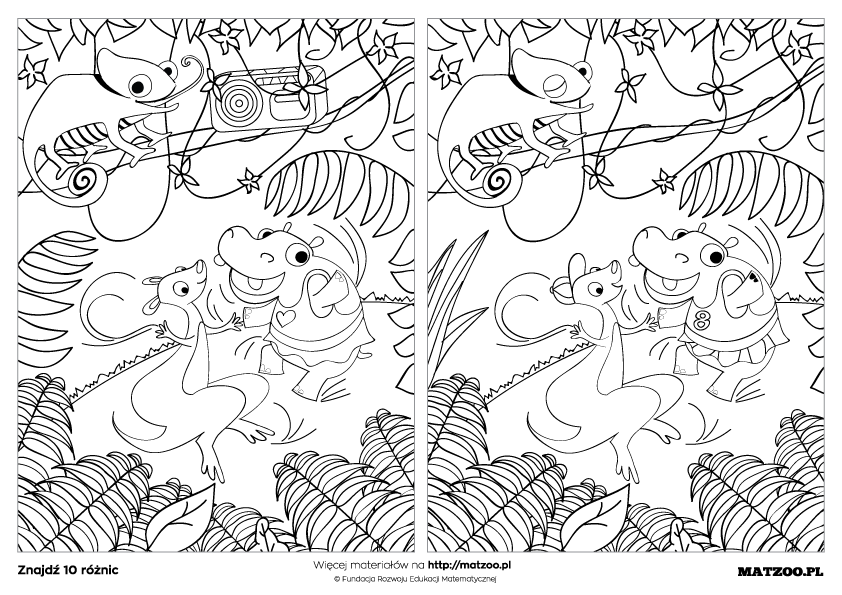 8
Znajdź 10 różnic
Więcej materiałów na http://matzoo.pl
© Fundacja Rozwoju Edukacji Matematycznej
MATZOO.PL